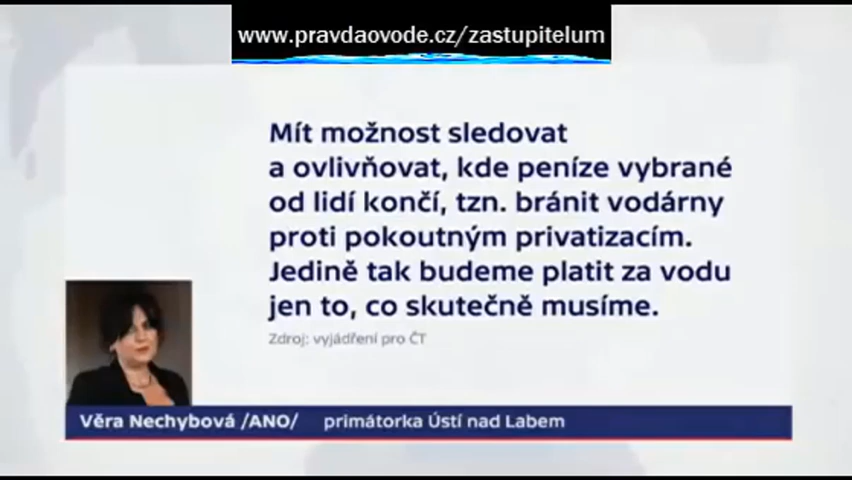 www.pravdaovode.cz/zastupitelum
Mít možnost sledovat
a ovlivňovat, kde peníze vybrané
od lidí končí, tzn. bránit vodárny
proti pokoutným privatizacím.
Jedině tak budeme platit za vodu
jen to, co skutečně musíme.
Zdroj: vyjádření pro ČT
Věra Nechybová /ANO/ primátorka Ústí nad Labem